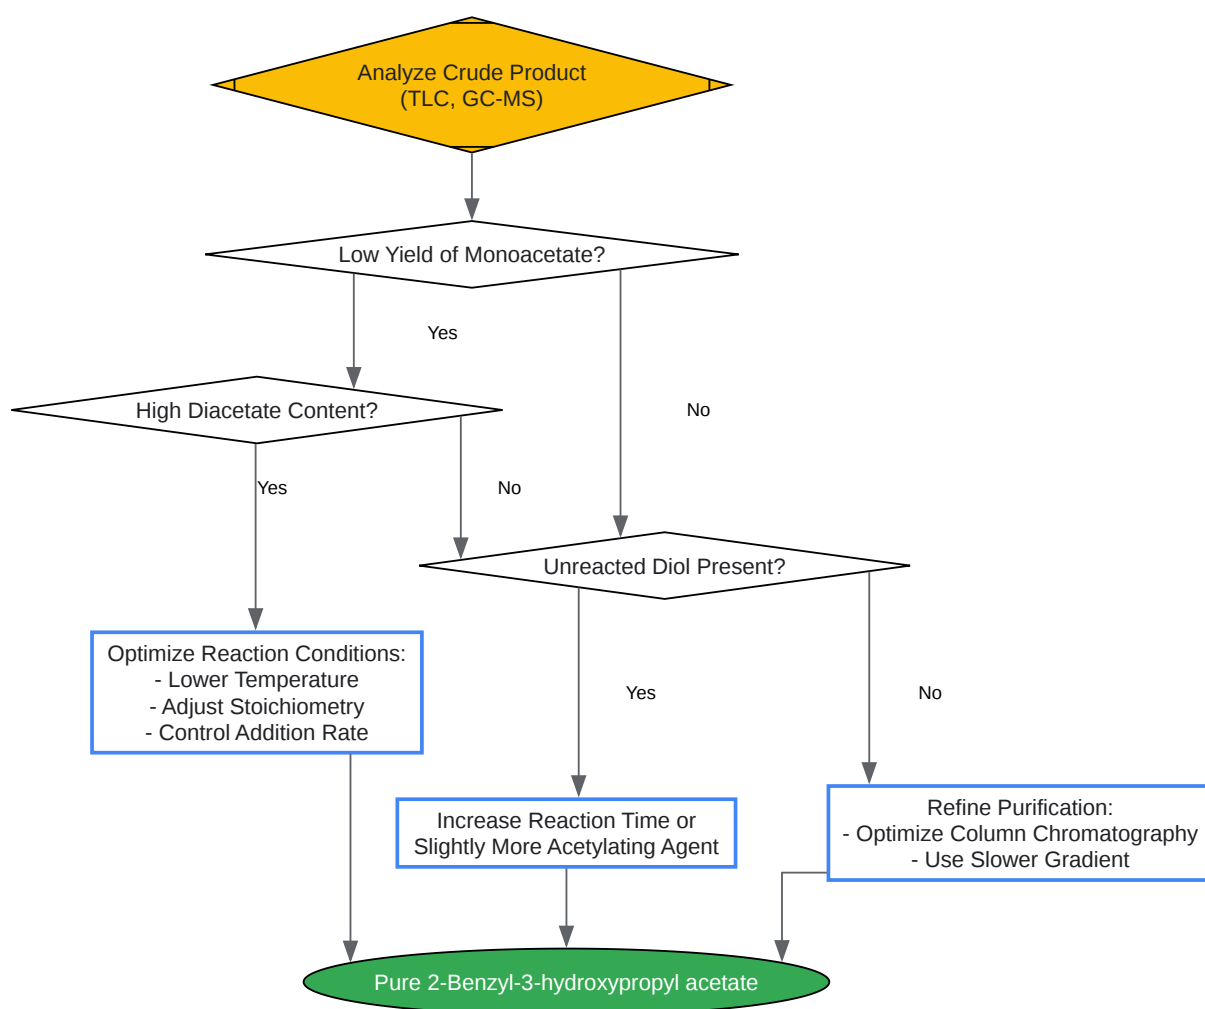 Analyze Crude Product
(TLC, GC-MS)
Low Yield of Monoacetate?
Yes
No
High Diacetate Content?
Yes
No
Unreacted Diol Present?
Yes
No
Optimize Reaction Conditions:
- Lower Temperature
- Adjust Stoichiometry
- Control Addition Rate
Increase Reaction Time or
Slightly More Acetylating Agent
Refine Purification:
- Optimize Column Chromatography
- Use Slower Gradient
Pure 2-Benzyl-3-hydroxypropyl acetate